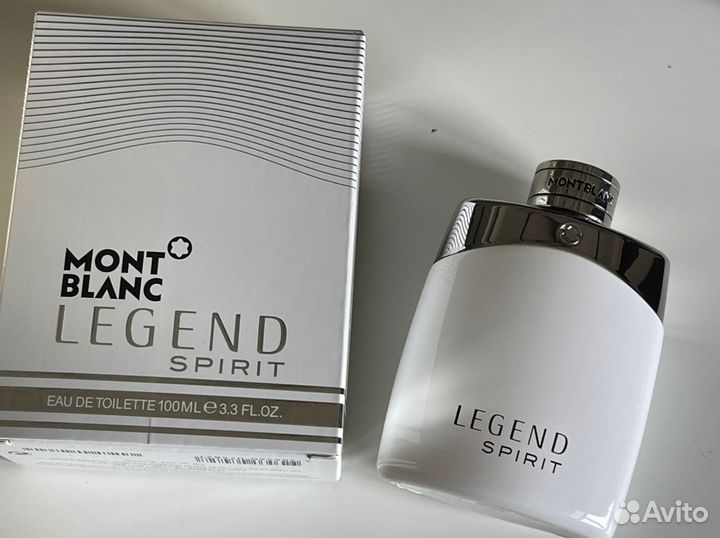 MONT
BLANC
LEGEND
SPIRIT
EAU DE TOILETTE 100ML e 3.3 FL.OZ.
MONTBLANC
LEGEND
SPIRIT
Avito